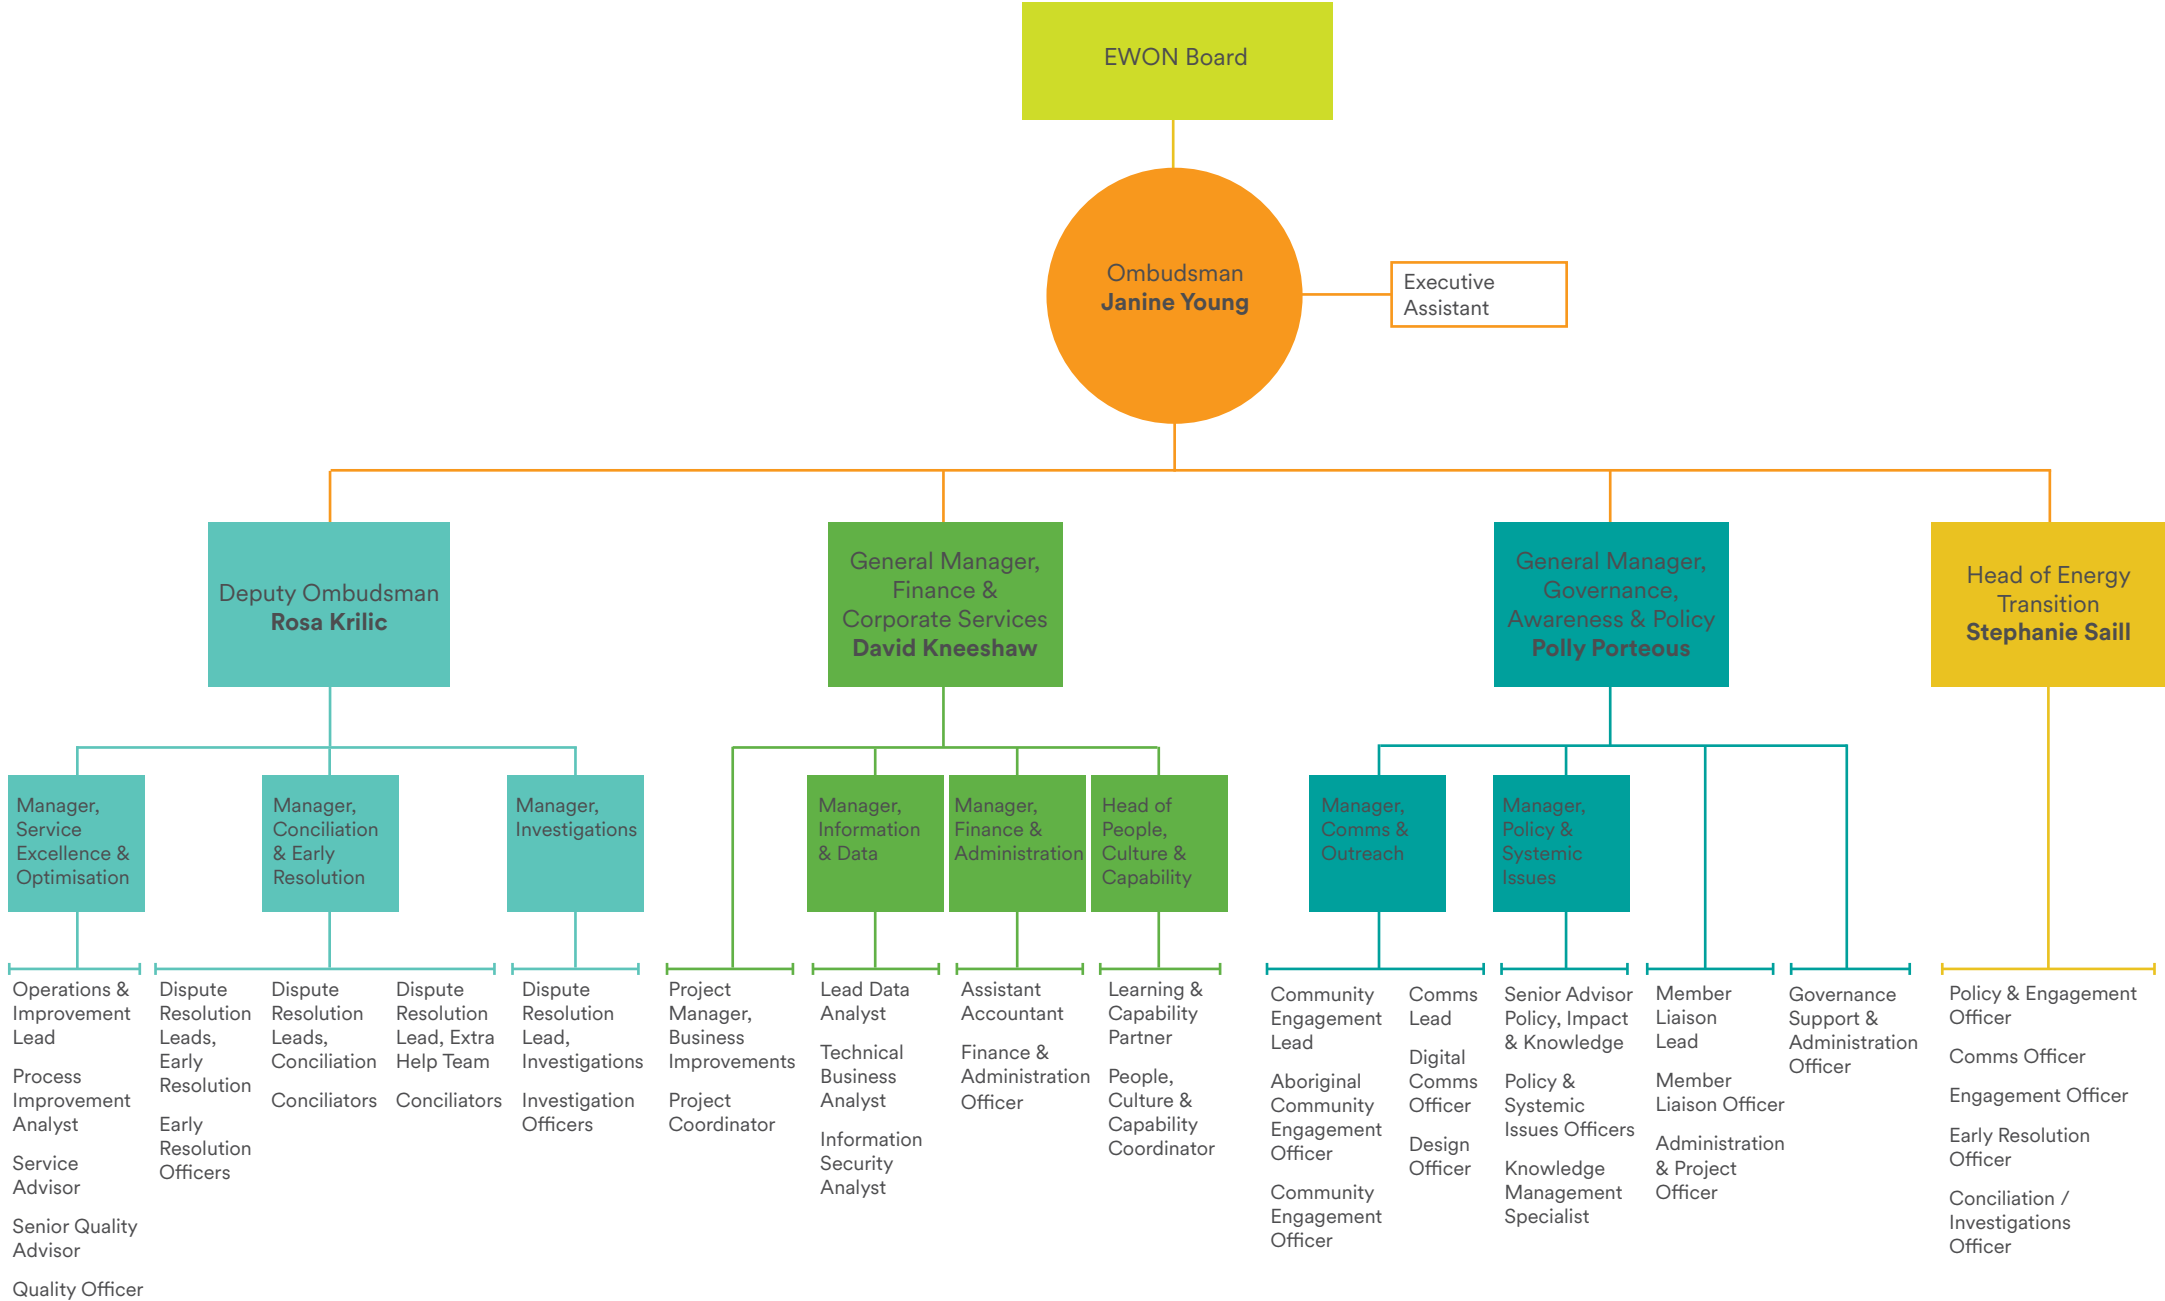 EWON Board
Ombudsman
Janine Young
Executive
Assistant
Deputy Ombudsman
Rosa Krilic
General Manager,
Finance &
Corporate Services
David Kneeshaw
General Manager,
Governance,
Awareness & Policy
Polly Porteous
Head of Energy
Transition
Stephanie Saill
Manager,
Service
Excellence &
Optimisation
Manager,
Conciliation
& Early
Resolution
Manager,
Investigations
Manager,
Information
& Data
Manager,
Finance &
Administration
Head of
People,
Culture &
Capability
Manager,
Comms &
Outreach
Manager,
Policy &
Systemic
Issues
Operations &
Improvement
Lead
Process
Improvement
Analyst
Service
Advisor
Senior Quality
Advisor
Quality Officer
Dispute
Resolution
Leads,
Early
Resolution
Early
Resolution
Officers
Dispute
Resolution
Leads,
Conciliation
Conciliators
Dispute
Resolution
Lead, Extra
Help Team
Conciliators
Dispute
Resolution
Lead,
Investigations
Investigation
Officers
Project
Manager,
Business
Improvements
Project
Coordinator
Lead Data
Analyst
Technical
Business
Analyst
Information
Security
Analyst
Assistant
Accountant
Finance &
Administration
Officer
Learning &
Capability
Partner
People,
Culture &
Capability
Coordinator
Community
Engagement
Lead
Aboriginal
Community
Engagement
Officer
Community
Engagement
Officer
Comms
Lead
Digital
Comms
Officer
Design
Officer
Senior Advisor
Policy, Impact
& Knowledge
Policy &
Systemic
Issues Officers
Knowledge
Management
Specialist
Member
Liaison
Lead
Member
Liaison Officer
Administration
& Project
Officer
Governance
Support &
Administration
Officer
Policy & Engagement
Officer
Comms Officer
Engagement Officer
Early Resolution
Officer
Conciliation /
Investigations
Officer